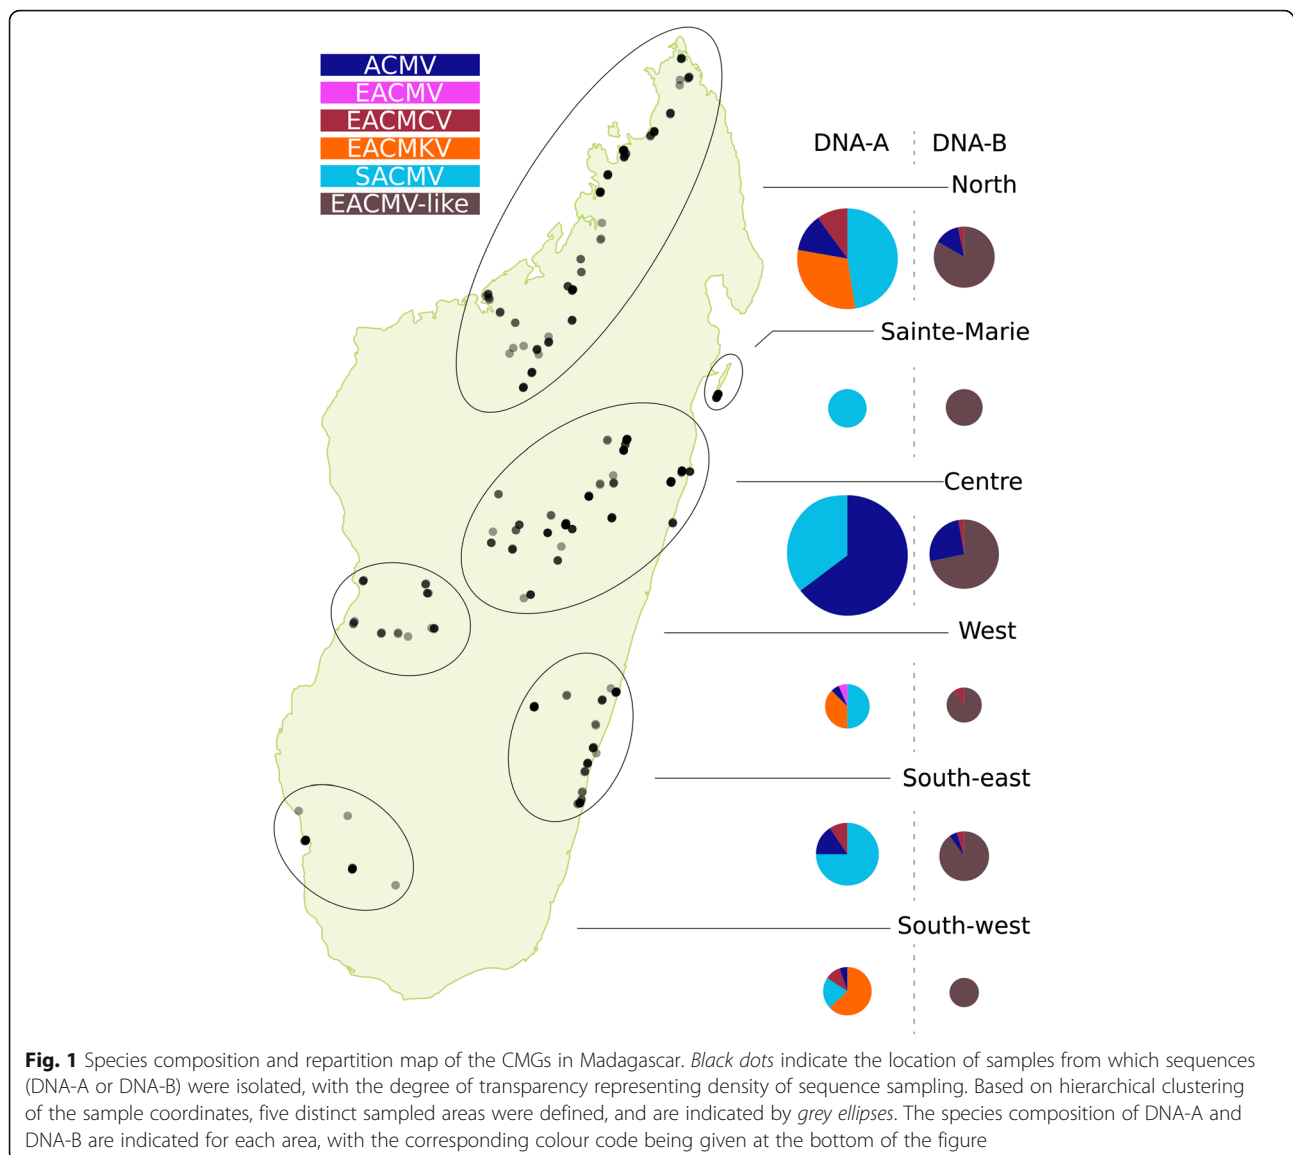 ACMV
EACMV
EACMCV
EACMKV
SACMV
EACMV-like
DNA-A
DNA-B
North
Sainte-Marie
Centre
West
South-east
South-west
Fig. 1 Species composition and repartition map of the CMGs in Madagascar. Black dots indicate the location of samples from which sequences
(DNA-A or DNA-B) were isolated, with the degree of transparency representing density of sequence sampling. Based on hierarchical clustering
of the sample coordinates, five distinct sampled areas were defined, and are indicated by grey ellipses. The species composition of DNA-A and
DNA-B are indicated for each area, with the corresponding colour code being given at the bottom of the figure